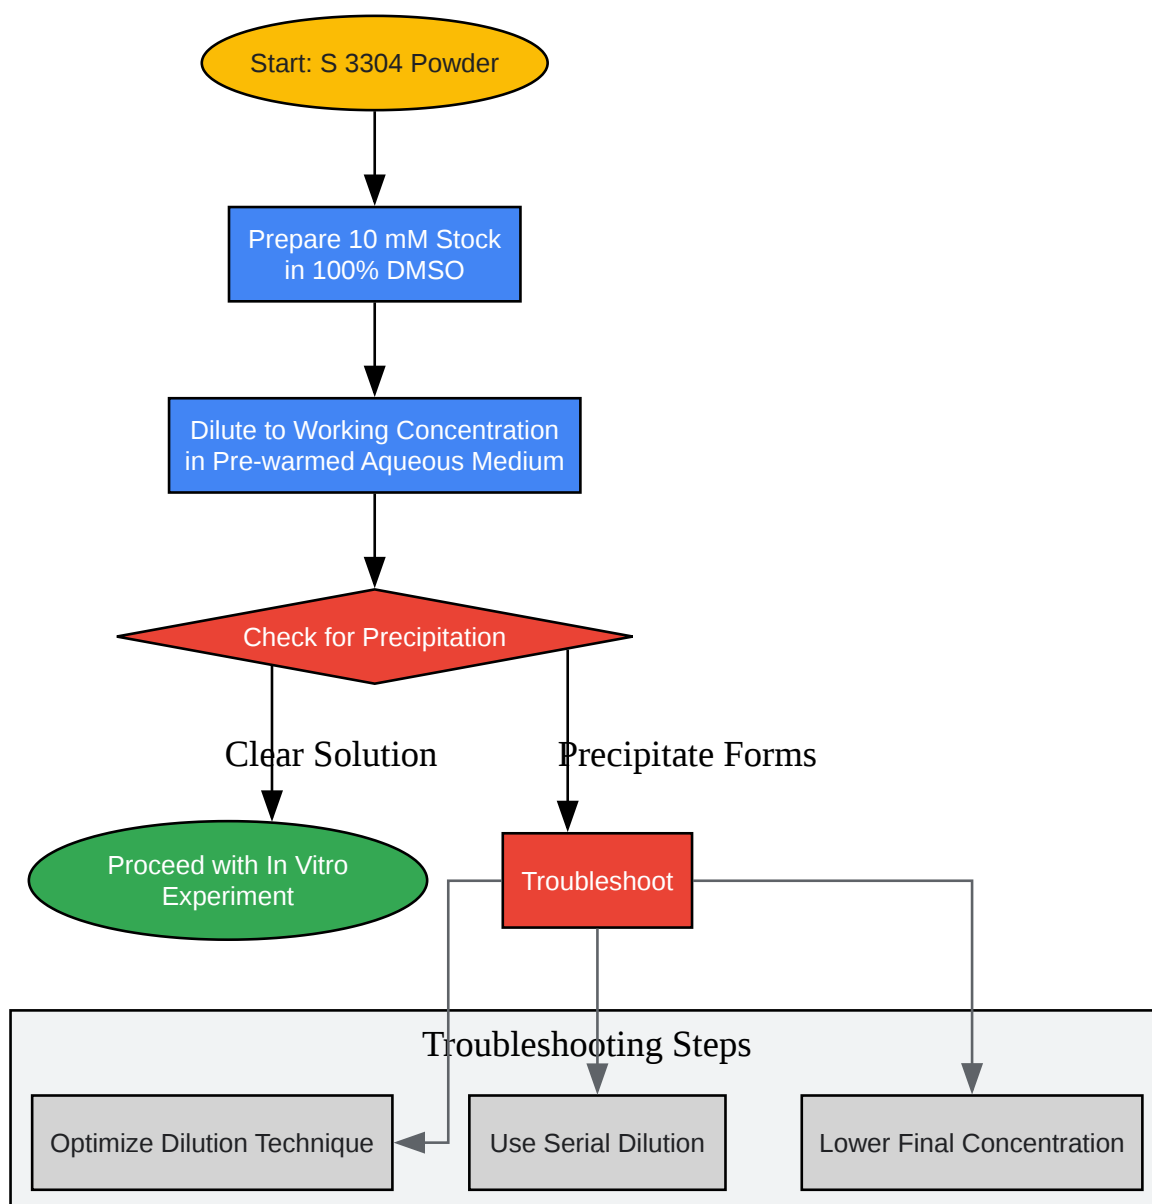 Start: S 3304 Powder
Prepare 10 mM Stock
in 100% DMSO
Dilute to Working Concentration
in Pre-warmed Aqueous Medium
Check for Precipitation
Clear Solution
Precipitate Forms
Proceed with In Vitro
Experiment
Troubleshoot
Troubleshooting Steps
Optimize Dilution Technique
Use Serial Dilution
Lower Final Concentration